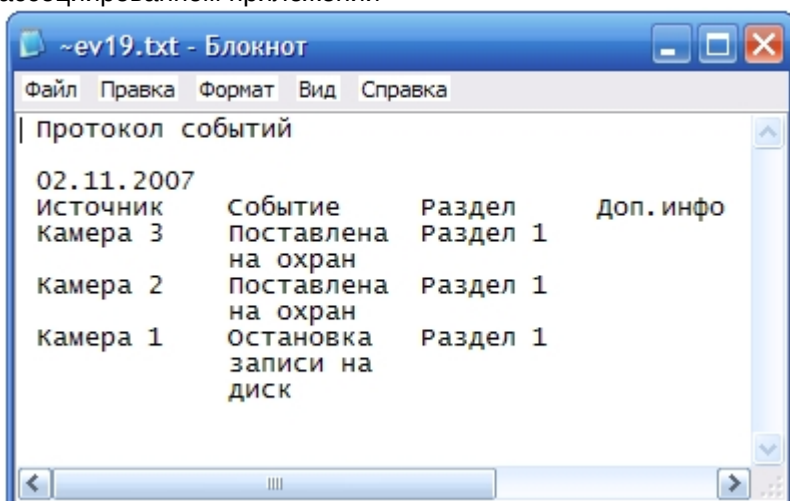 ассоциированном приложении
~ev19.txt - Блокнот
Файл Правка Формат Вид Справка
Протокол событий
02.11.2007
Источник Событие Раздел Доп.инфо
Камера 3 Поставлена Раздел 1
на охран
Камера 2 Поставлена Раздел 1
на охран
Камера 1 Остановка Раздел 1
записи на
диск